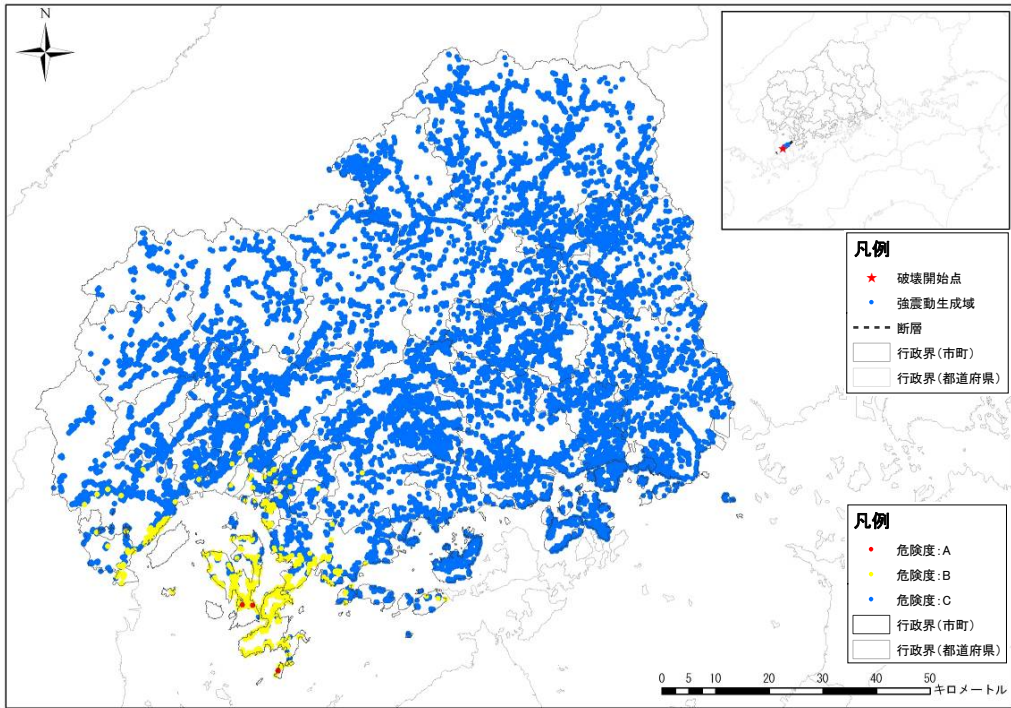 N
凡例
破壊開始点
強震動生成域
断層
行政界(市町)
行政界(都道府県)
凡例
危険度:A
危険度:B
危険度:C
行政界(市町)
行政界(都道府県)
0 5 10 20 30 40 50
キロメートル